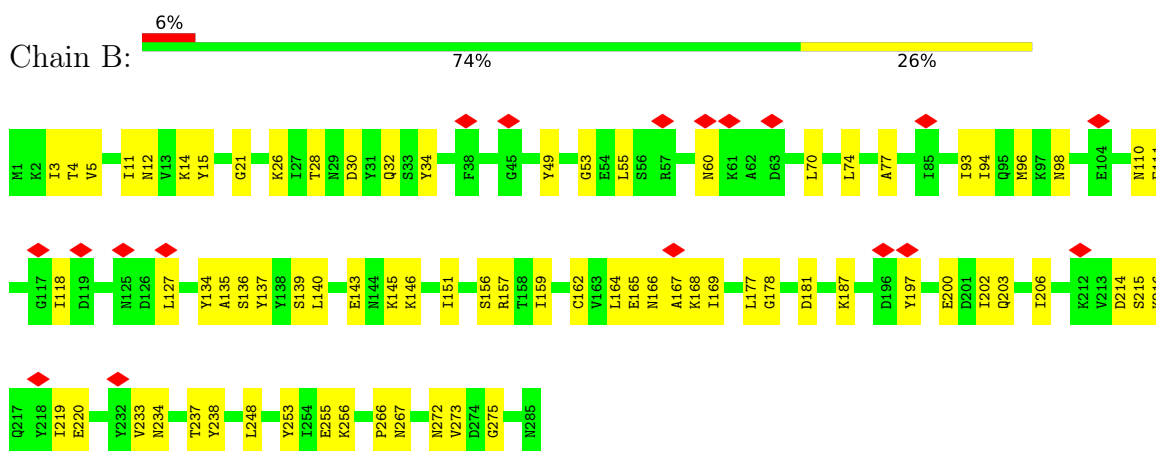 6%
Chain B:
74% 26%
M1 K2 I3 T4 V5 I11 N12 V13 K14 Y15 G21 K26 I27 T28 N29 D30 Y31 Q32 S33 Y34 F38 G45 Y49 G53 E54 L55 S56 R57 N60 K61 A62 D63 L70 L74 A77 I85 I93 I94 Q95 M96 K97 N98 E104 N110
G117 I118 D119 N125 D126 L127 Y134 A135 S136 Y137 Y138 S139 L140 E143 N144 K145 K146 I151 S156 R157 T158 I159 C162 V163 L164 E165 N166 A167 K168 I169 L177 G178 D181 K187 D196 Y197 E200 D201 I202 Q203 I206 K212 V213 D214 S215
Q217 Y218 I219 E220 Y232 V233 N234 T237 Y238 L248 Y253 I254 E255 K256 P266 N267 N272 V273 D274 G275 N285